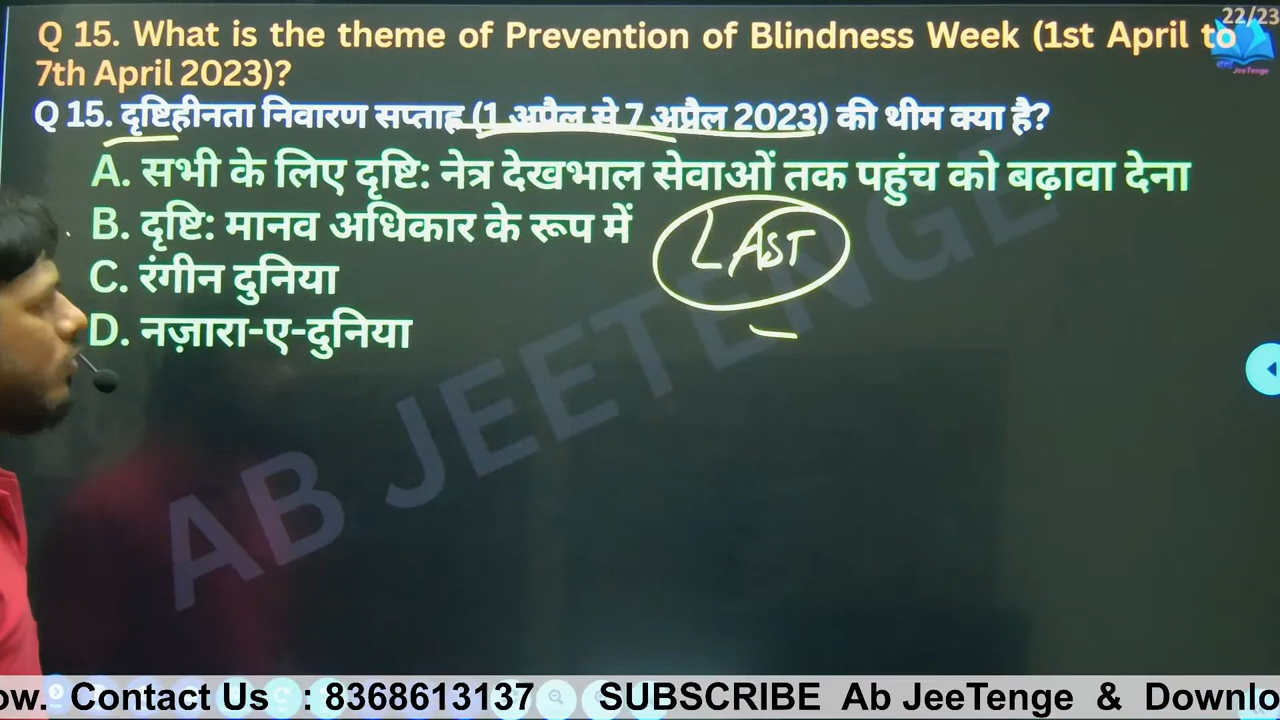 22/23
Q 15. What is the theme of Prevention of Blindness Week (1st April to
7th April 2023)?
Q 15. दृष्टिहीनता निवारण सप्ताह (1 अप्रैल से 7 अप्रैल 2023) की थीम क्या है?
A. सभी के लिए दृष्टि: नेत्र देखभाल सेवाओं तक पहुंच को बढ़ावा देना
B. दृष्टि: मानव अधिकार के रूप में
LAST
C. रंगीन दुनिया
D. नज़ारा-ए-दुनिया
AB JEETENGE
JeeTenge
ow. Contact Us : 8368613137 SUBSCRIBE Ab JeeTenge & Downlo